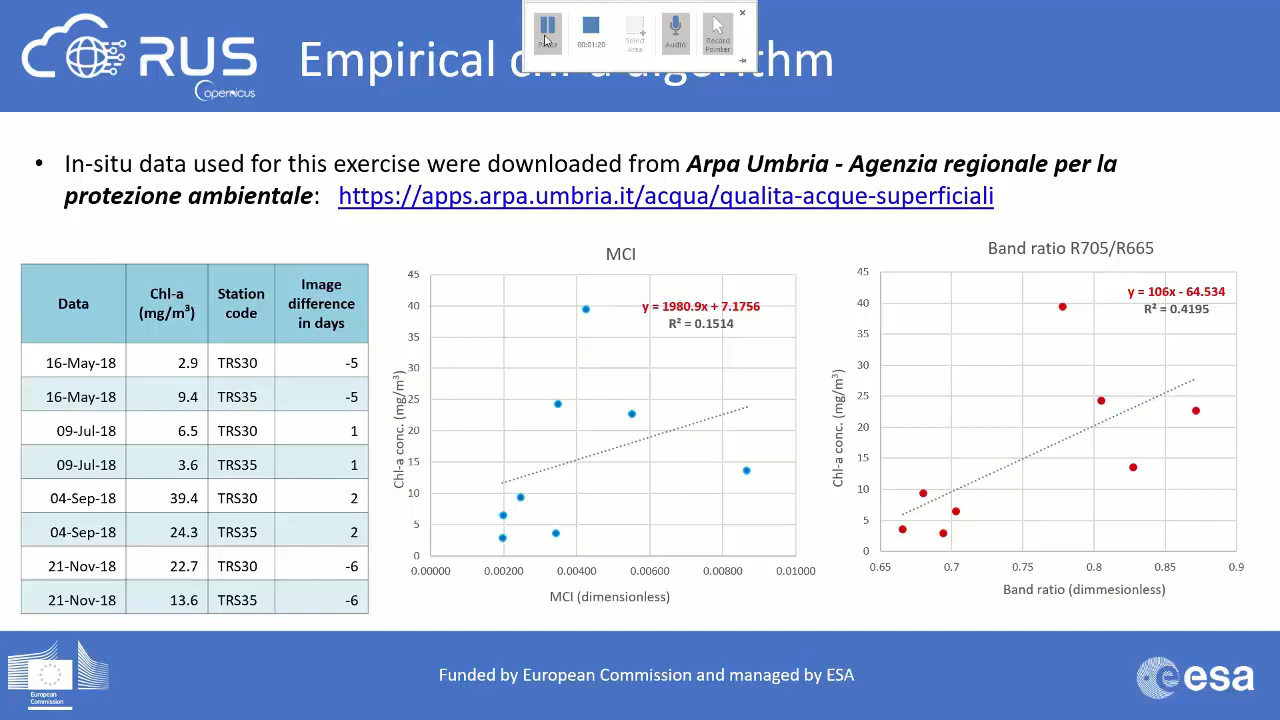 Pause
00:01:20
Select
Area
Audio
Record
Pointer
RUS
Copernicus
Empirical chl-a algorithm
• In-situ data used for this exercise were downloaded from Arpa Umbria - Agenzia regionale per la
protezione ambientale: https://apps.arpa.umbria.it/acqua/qualita-acque-superficiali
Data Chl-a (mg/m³) Station code Image difference in days
16-May-18 2.9 TRS30 -5
16-May-18 9.4 TRS35 -5
09-Jul-18 6.5 TRS30 1
09-Jul-18 3.6 TRS35 1
04-Sep-18 39.4 TRS30 2
04-Sep-18 24.3 TRS35 2
21-Nov-18 22.7 TRS30 -6
21-Nov-18 13.6 TRS35 -6
MCI
45
40
35
30
25
20
15
10
5
0
Chl-a conc. (mg/m³)
y = 1980.9x + 7.1756
R² = 0.1514
0.00000 0.00200 0.00400 0.00600 0.00800 0.01000
MCI (dimensionless)
Band ratio R705/R665
45
40
35
30
25
20
15
10
5
0
Chl-a conc. (mg/m³)
y = 106x - 64.534
R² = 0.4195
0.65 0.7 0.75 0.8 0.85 0.9
Band ratio (dimmesionless)
European
Commission
Funded by European Commission and managed by ESA
esa